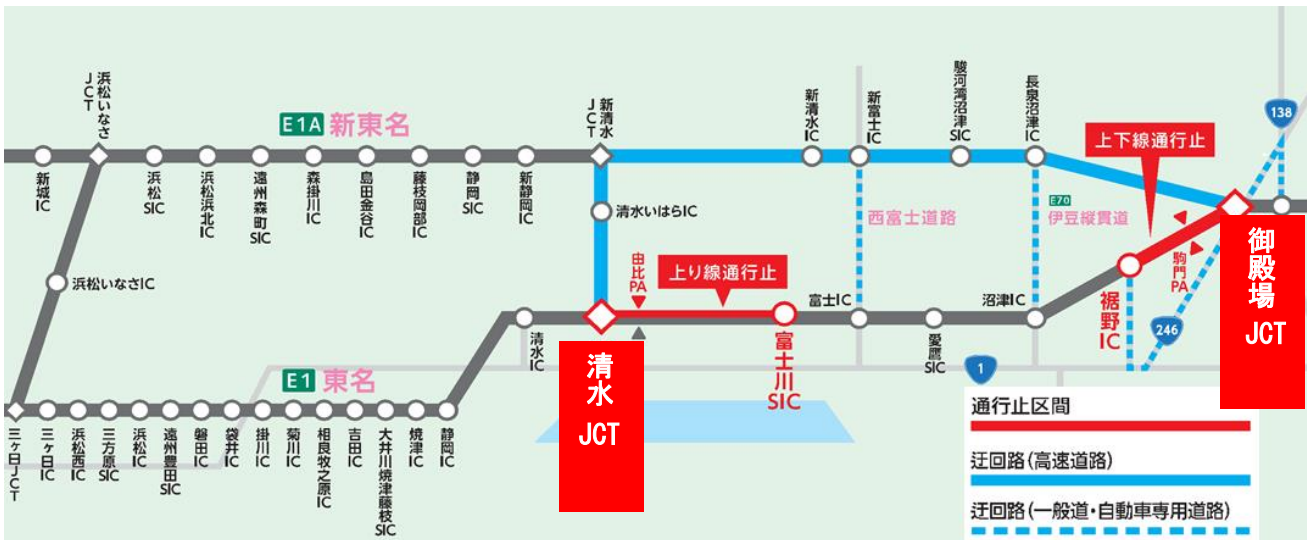 浜松いなさJCT
E1A 新東名
新城IC
浜松SIC
浜松浜北IC
遠州森町SIC
森掛川IC
島田金谷IC
藤枝岡部IC
静岡SIC
新静岡IC
新清水JCT
新清水IC
新富士IC
駿河湾沼津SIC
長泉沼津IC
上下線通行止
138
清水いはらIC
西富士道路
E70
伊豆縦貫道
浜松いなさIC
由比PA
上り線通行止
駒門PA
御殿場JCT
富士IC
沼津IC
裾野IC
246
清水IC
清水JCT
富士川SIC
愛鷹SIC
1
E1 東名
三ヶ日JCT
三ヶ日IC
浜松西IC
三方原SIC
浜松IC
遠州豊田SIC
磐田IC
袋井IC
掛川IC
菊川IC
相良牧之原IC
吉田IC
大井川焼津藤枝SIC
焼津IC
静岡IC
通行止区間
迂回路(高速道路)
迂回路(一般道・自動車専用道路)